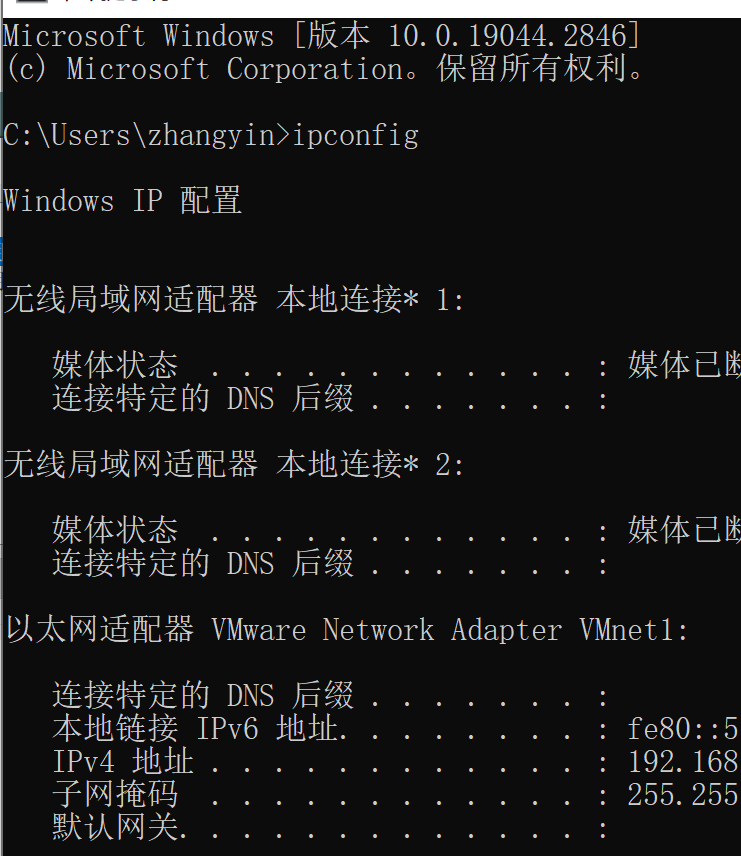 Microsoft Windows [版本 10.0.19044.2846]
(c) Microsoft Corporation。保留所有权利。
C:\Users\zhangyin>ipconfig
Windows IP 配置
无线局域网适配器 本地连接* 1:
媒体状态 . . . . . . . . . . . . : 媒体已断
连接特定的 DNS 后缀 . . . . . . . :
无线局域网适配器 本地连接* 2:
媒体状态 . . . . . . . . . . . . : 媒体已断
连接特定的 DNS 后缀 . . . . . . . :
以太网适配器 VMware Network Adapter VMnet1:
连接特定的 DNS 后缀 . . . . . . . :
本地链接 IPv6 地址. . . . . . . . : fe80::5
IPv4 地址 . . . . . . . . . . . . : 192.168
子网掩码 . . . . . . . . . . . . : 255.255
默认网关. . . . . . . . . . . . . :